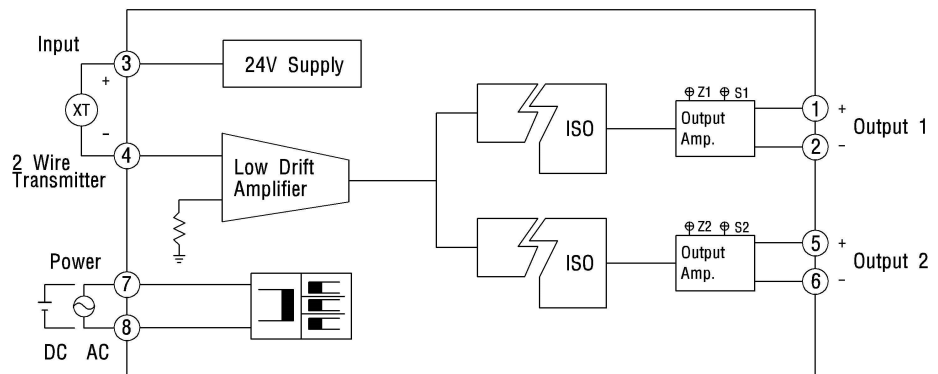 Input
3
24V Supply
+
XT
-
4
2 Wire
Transmitter
Low Drift
Amplifier
ISO
Z1 S1
Output
Amp.
1 +
2 -
Output 1
ISO
Z2 S2
Output
Amp.
5 +
6 -
Output 2
Power
7
8
DC AC